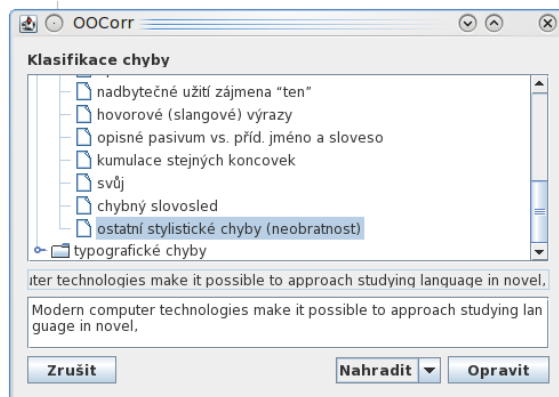 OOCorr
Klasifikace chyby
nadbytečné užití zájmena “ten”
hovorové (slangové) výrazy
opisné pasivum vs. příd. jméno a sloveso
kumulace stejných koncovek
svůj
chybný slovosled
ostatní stylistické chyby (neobratnost)
typografické chyby
technologies make it possible to approach studying language in novel,
Modern computer technologies make it possible to approach studying lan
guage in novel,
Zrušit Nahradit Opravit